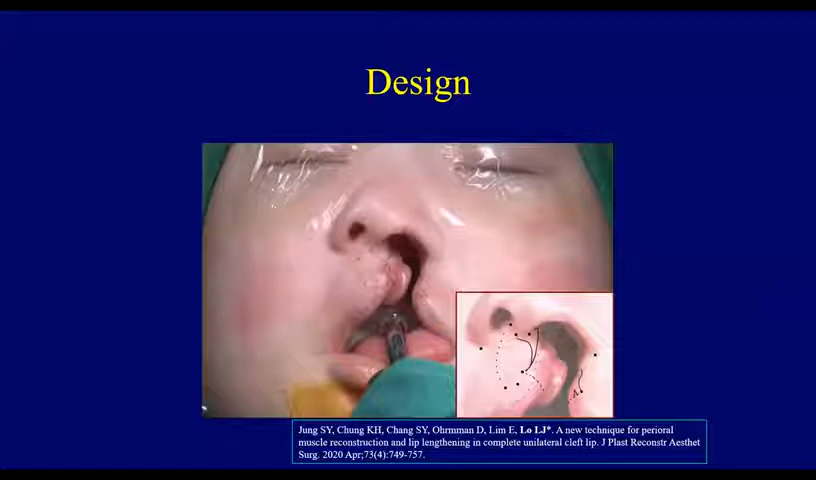 Design
Jung SY, Chung KH, Chang SY, Ohrmman D, Lim E, Lo LJ*. A new technique for perioral
muscle reconstruction and lip lengthening in complete unilateral cleft lip. J Plast Reconstr Aesthet
Surg. 2020 Apr;73(4):749-757.